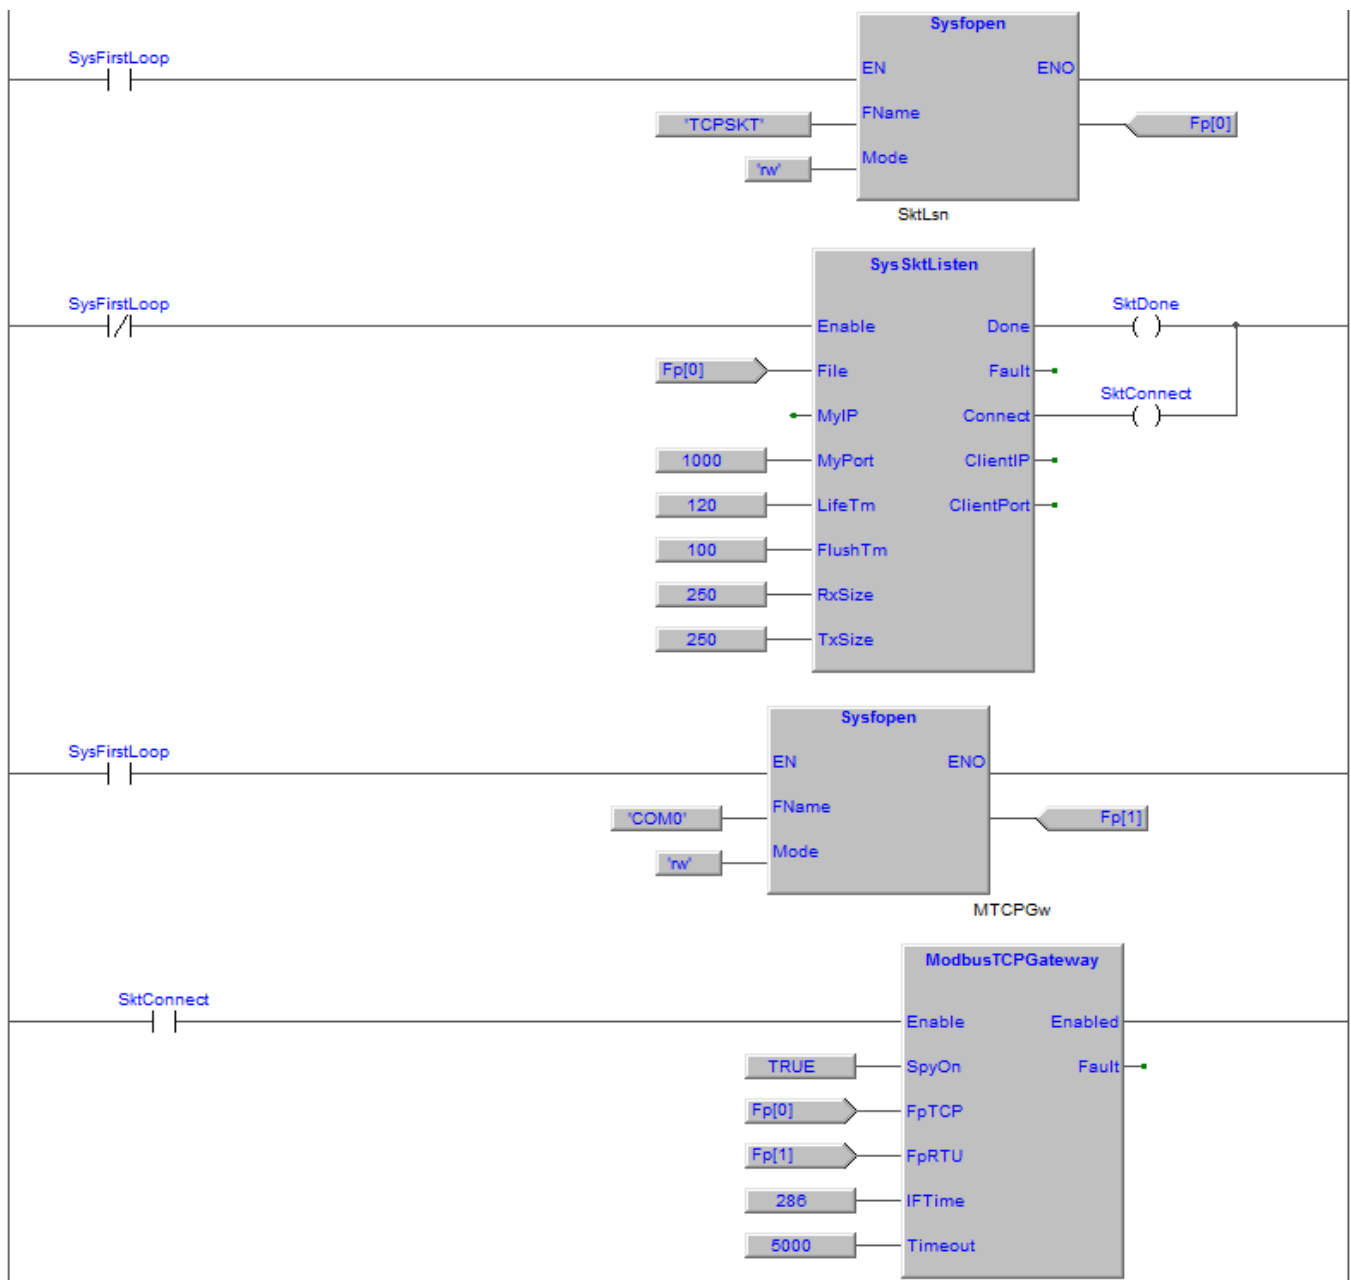 Sysfopen
SysFirstLoop
EN ENO
'TCPSKT' FName Fp[0]
'rw' Mode
SktLsn
SysSktListen
SysFirstLoop SktDone
Enable Done
Fp[0] File Fault
SktConnect
MyIP Connect
1000 MyPort ClientIP
120 LifeTm ClientPort
100 FlushTm
250 RxSize
250 TxSize
Sysfopen
SysFirstLoop
EN ENO
'COM0' FName Fp[1]
'rw' Mode
MTCPGw
ModbusTCPGateway
SktConnect
Enable Enabled
TRUE SpyOn Fault
Fp[0] FpTCP
Fp[1] FpRTU
286 IFTime
5000 Timeout